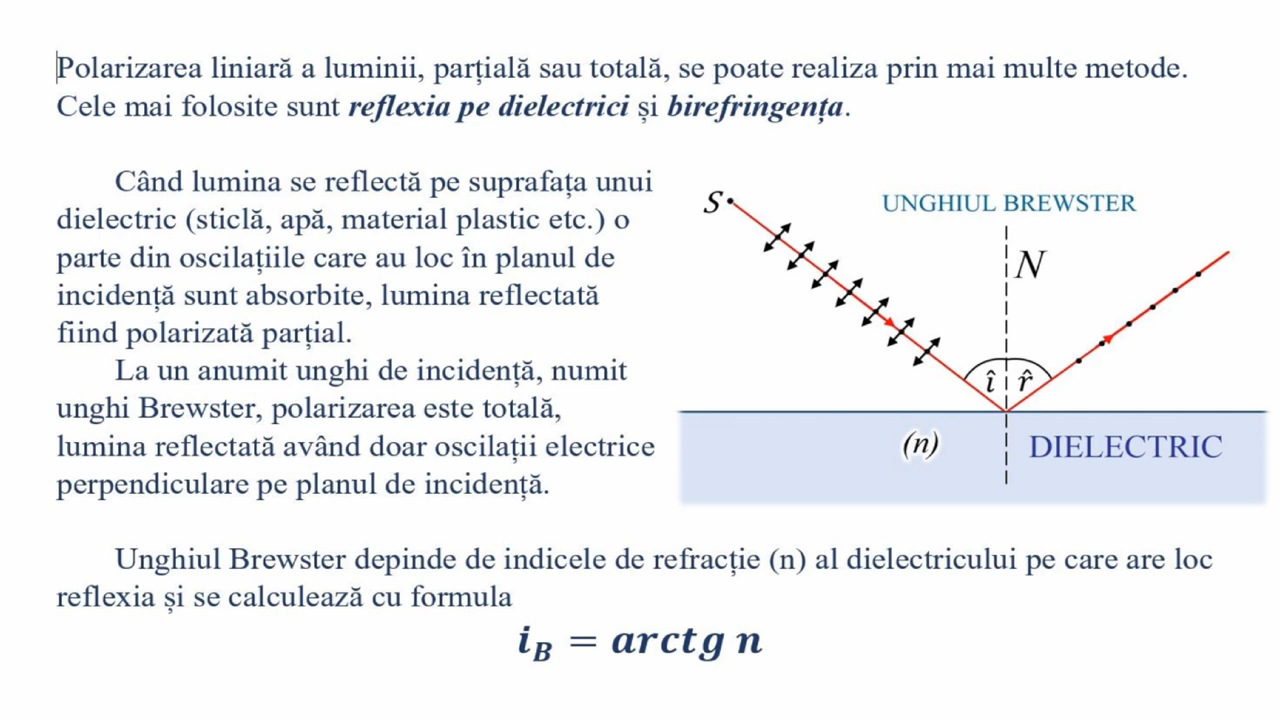 Polarizarea liniară a luminii, parțială sau totală, se poate realiza prin mai multe metode.
Cele mai folosite sunt reflexia pe dielectrici și birefringența.
Când lumina se reflectă pe suprafața unui
dielectric (sticlă, apă, material plastic etc.) o
parte din oscilațiile care au loc în planul de
incidență sunt absorbite, lumina reflectată
fiind polarizată parțial.
La un anumit unghi de incidență, numit
unghi Brewster, polarizarea este totală,
lumina reflectată având doar oscilații electrice
perpendiculare pe planul de incidență.
S
UNGHIUL BREWSTER
N
î r̂
(n)
DIELECTRIC
Unghiul Brewster depinde de indicele de refracție (n) al dielectricului pe care are loc
reflexia și se calculează cu formula
i_B = arctg n